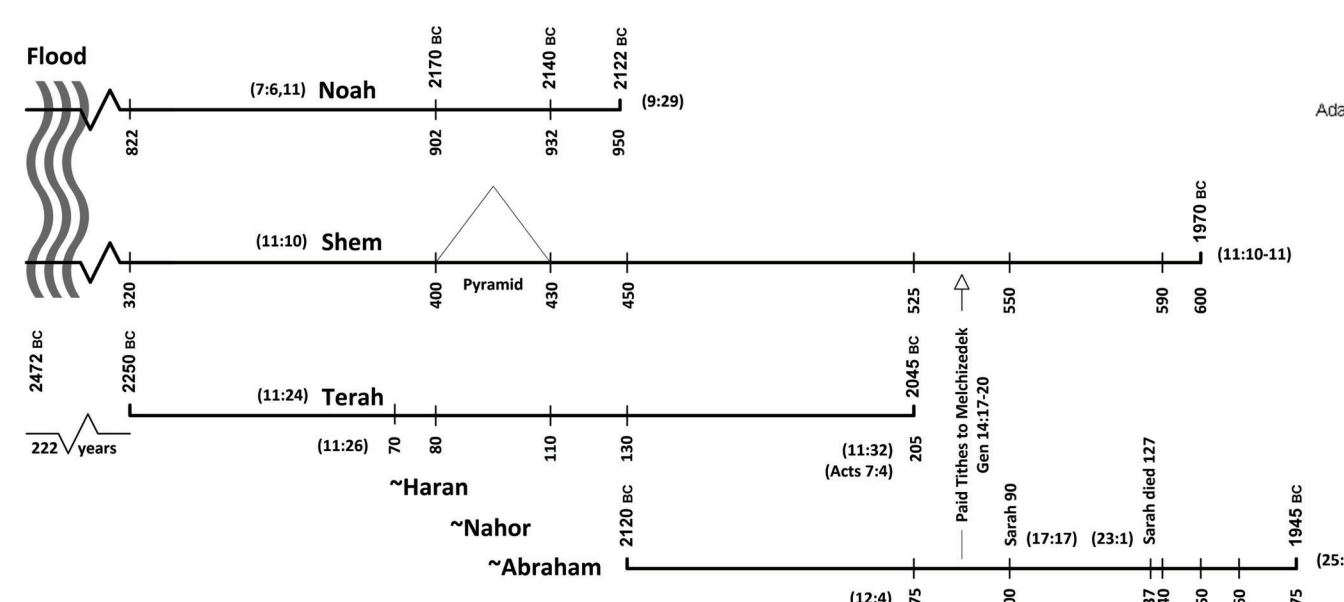 Flood
2170 BC
2140 BC
2122 BC
(7:6,11) Noah
(9:29)
822
902
932
950
1970 BC
(11:10) Shem
(11:10-11)
Pyramid
320
400
430
450
525
550
590
600
2472 BC
2250 BC
2045 BC
(11:24) Terah
222 years
(11:26)
70
80
110
130
(11:32)
205
(Acts 7:4)
Paid Tithes to Melchizedek
Gen 14:17-20
~Haran
~Nahor
~Abraham
2120 BC
Sarah 90
(17:17)
(23:1)
Sarah died 127
1945 BC
(12:4)